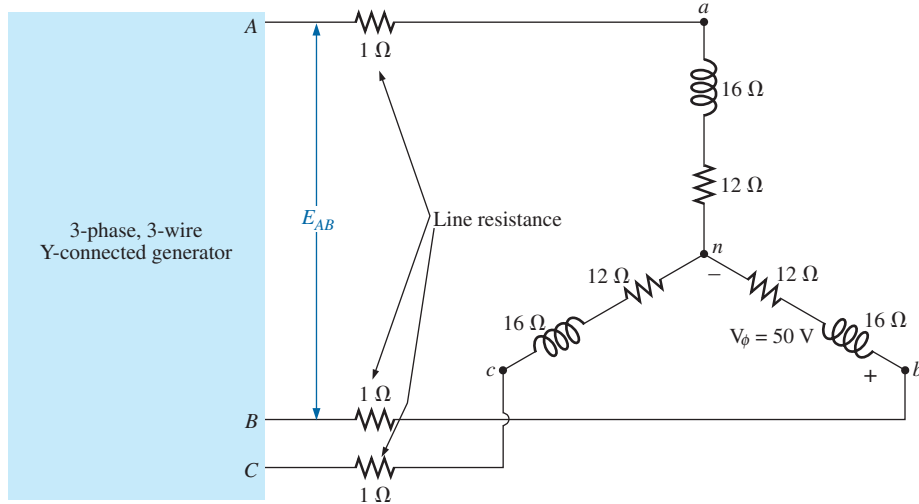 A
1 Ω
a
16 Ω
12 Ω
E_AB
3-phase, 3-wire
Y-connected generator
Line resistance
n
–
12 Ω
12 Ω
16 Ω
16 Ω
V_ϕ = 50 V
c
+
b
1 Ω
B
C
1 Ω